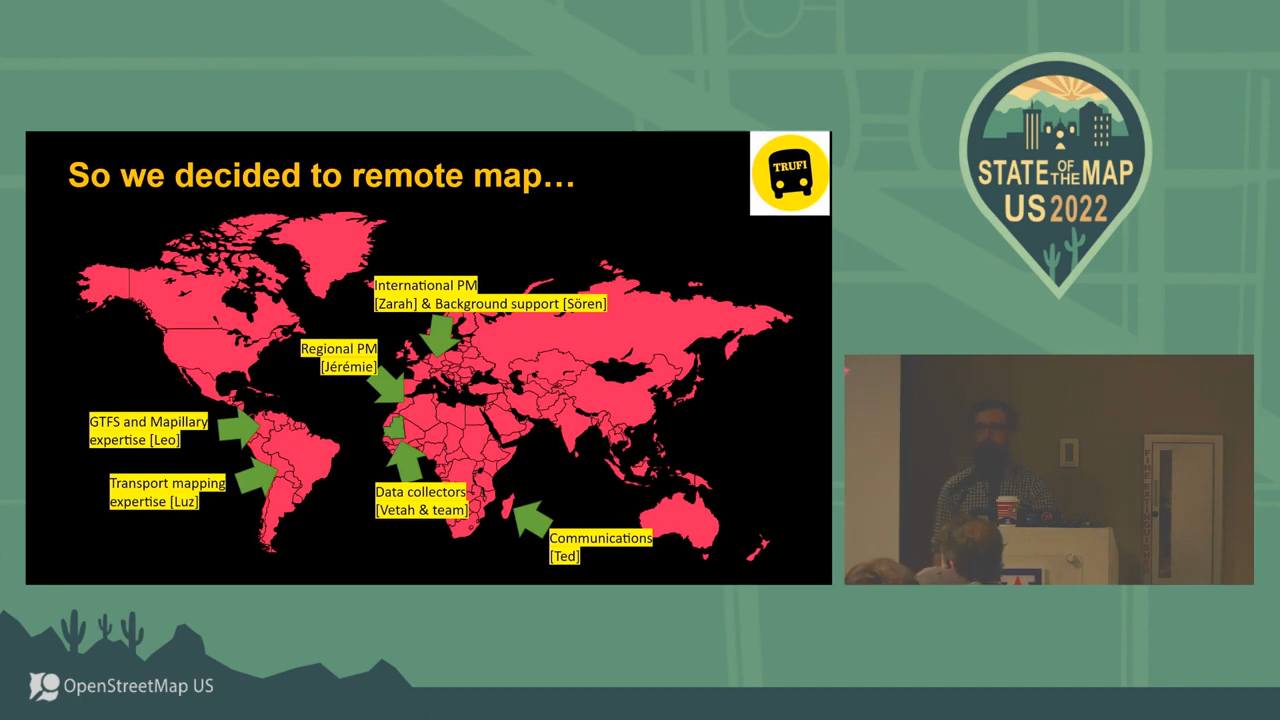 So we decided to remote map...
TRUFI
International PM
[Zarah] & Background support [Sören]
Regional PM
[Jérémie]
GTFS and Mapillary
expertise [Leo]
Transport mapping
expertise [Luz]
Data collectors
[Vetah & team]
Communications
[Ted]
STATE OF THE MAP
US 2022
FIRE EXTINGUISHER
OpenStreetMap US